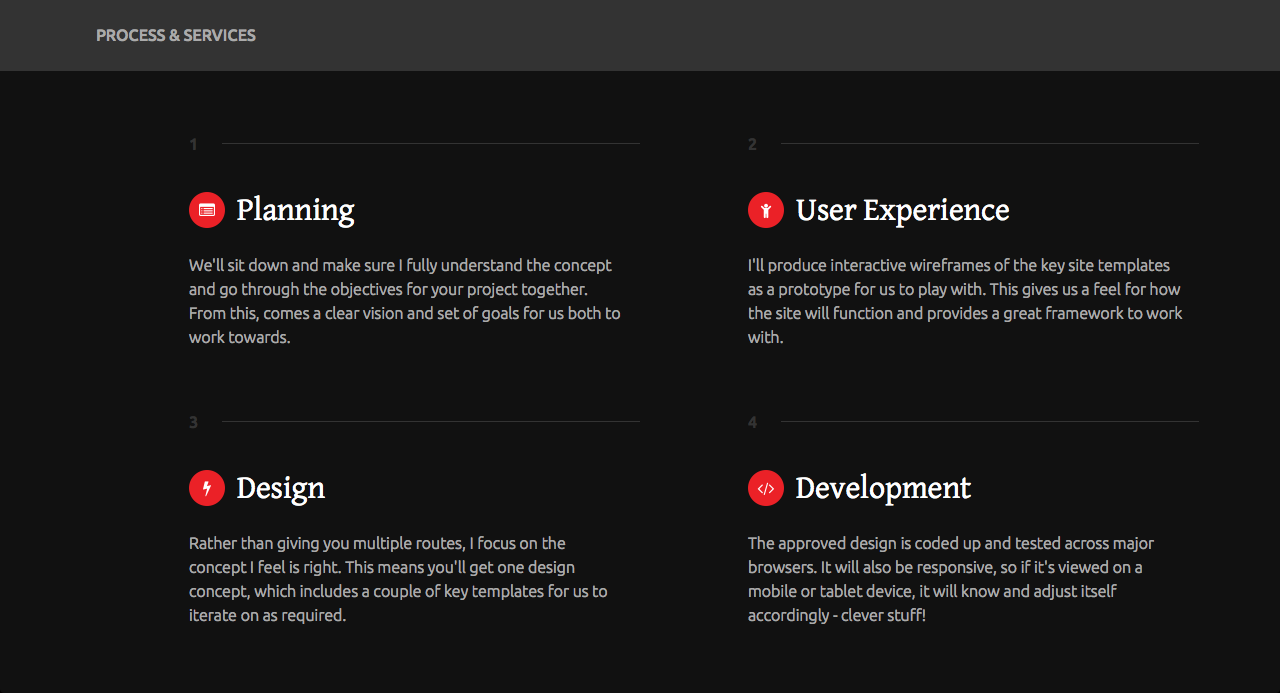 PROCESS & SERVICES
1
Planning
We'll sit down and make sure I fully understand the concept
and go through the objectives for your project together.
From this, comes a clear vision and set of goals for us both to
work towards.
2
User Experience
I'll produce interactive wireframes of the key site templates
as a prototype for us to play with. This gives us a feel for how
the site will function and provides a great framework to work
with.
3
Design
Rather than giving you multiple routes, I focus on the
concept I feel is right. This means you'll get one design
concept, which includes a couple of key templates for us to
iterate on as required.
4
Development
The approved design is coded up and tested across major
browsers. It will also be responsive, so if it's viewed on a
mobile or tablet device, it will know and adjust itself
accordingly - clever stuff!